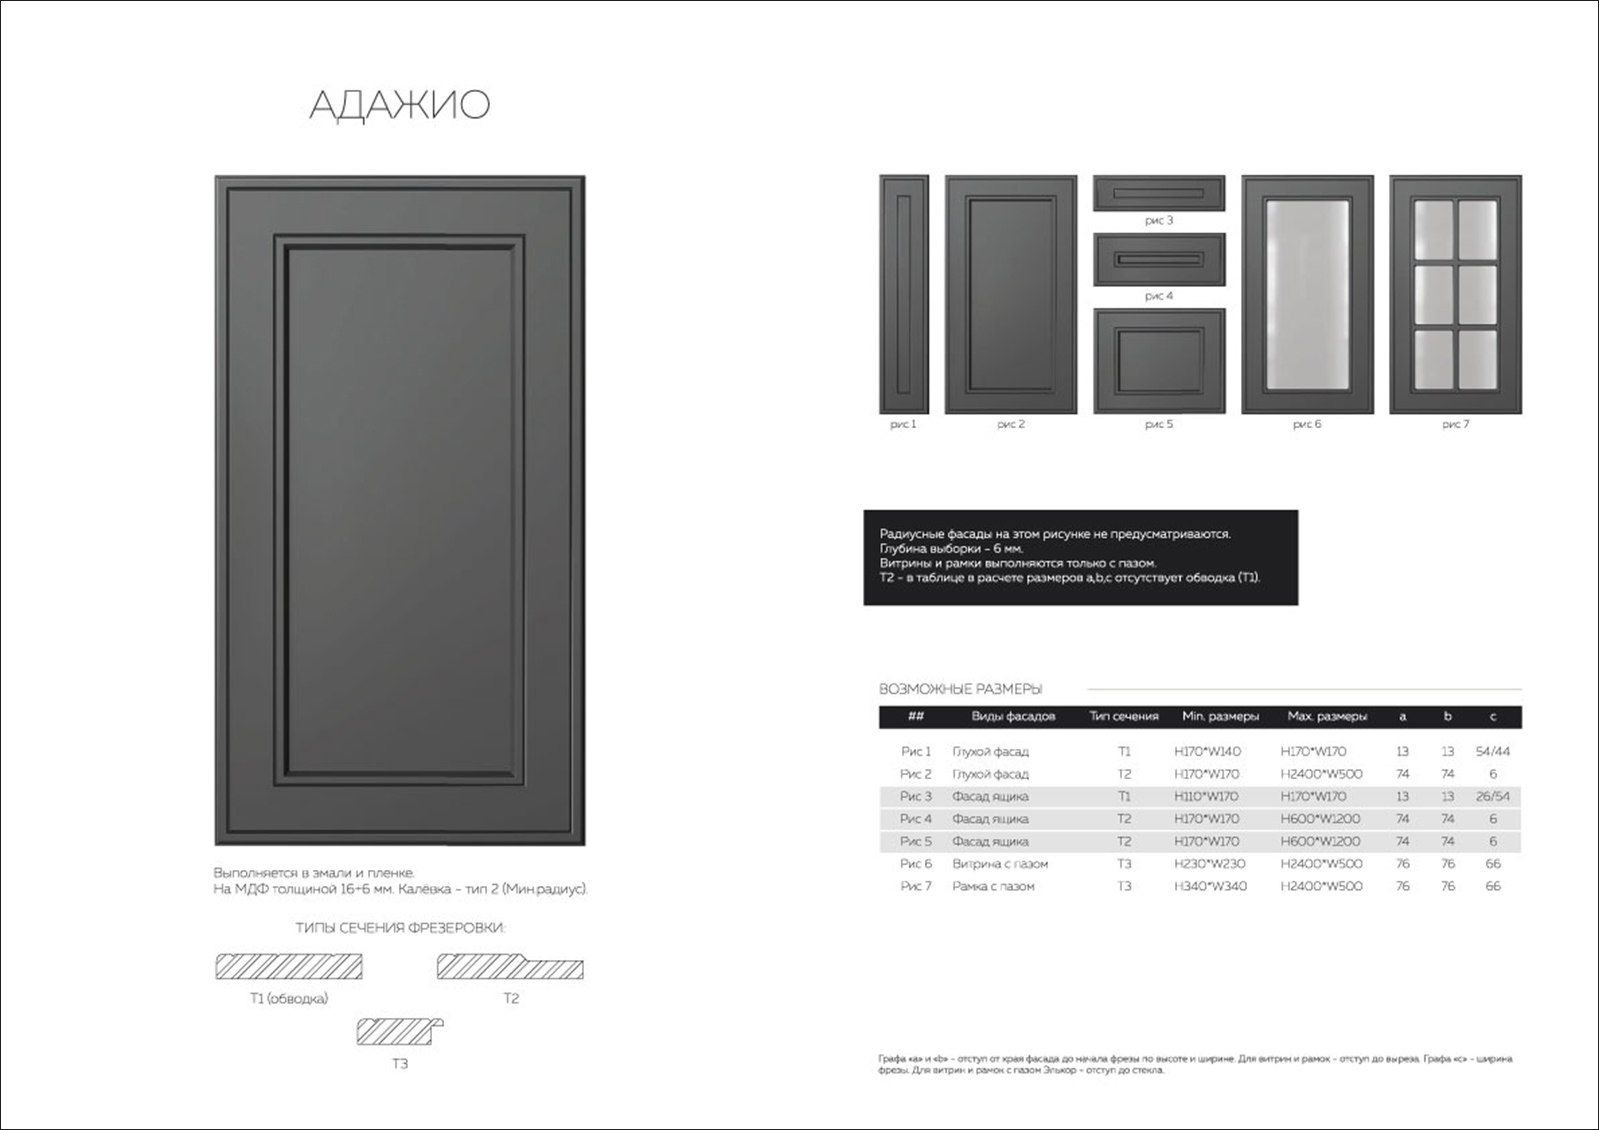 АДАЖИО
рис 1
рис 2
рис 3
рис 4
рис 5
рис 6
рис 7
Радиусные фасады на этом рисунке не предусматриваются.
Глубина выборки - 6 мм.
Витрины и рамки выполняются только с пазом.
Т2 - в таблице в расчете размеров a,b,c отсутствует обводка (Т1).
ВОЗМОЖНЫЕ РАЗМЕРЫ
## Виды фасадов Тип сечения Min. размеры Max. размеры a b c
Рис 1 Глухой фасад Т1 H170*W140 H170*W170 13 13 54/44
Рис 2 Глухой фасад Т2 H170*W170 H2400*W500 74 74 6
Рис 3 Фасад ящика Т1 H110*W170 H170*W170 13 13 26/54
Рис 4 Фасад ящика Т2 H170*W170 H600*W1200 74 74 6
Рис 5 Фасад ящика Т2 H170*W170 H600*W1200 74 74 6
Рис 6 Витрина с пазом Т3 H230*W230 H2400*W500 76 76 66
Рис 7 Рамка с пазом Т3 H340*W340 H2400*W500 76 76 66
Выполняется в эмали и пленке.
На МДФ толщиной 16÷6 мм. Калёвка - тип 2 (Мин.радиус).
ТИПЫ СЕЧЕНИЯ ФРЕЗЕРОВКИ:
Т1 (обводка)
Т2
Т3
Графа «a» и «b» - отступ от края фасада до начала фрезы по высоте и ширине. Для витрин и рамок - отступ до выреза. Графа «c» - ширина
фрезы. Для витрин и рамок с пазом Элькор - отступ до стекла.